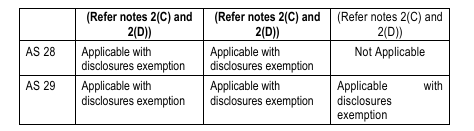 (Refer notes 2(C) and 2(D))
(Refer notes 2(C) and 2(D))
(Refer notes 2(C) and 2(D))
AS 28
Applicable with disclosures exemption
Applicable with disclosures exemption
Not Applicable
AS 29
Applicable with disclosures exemption
Applicable with disclosures exemption
Applicable with disclosures exemption